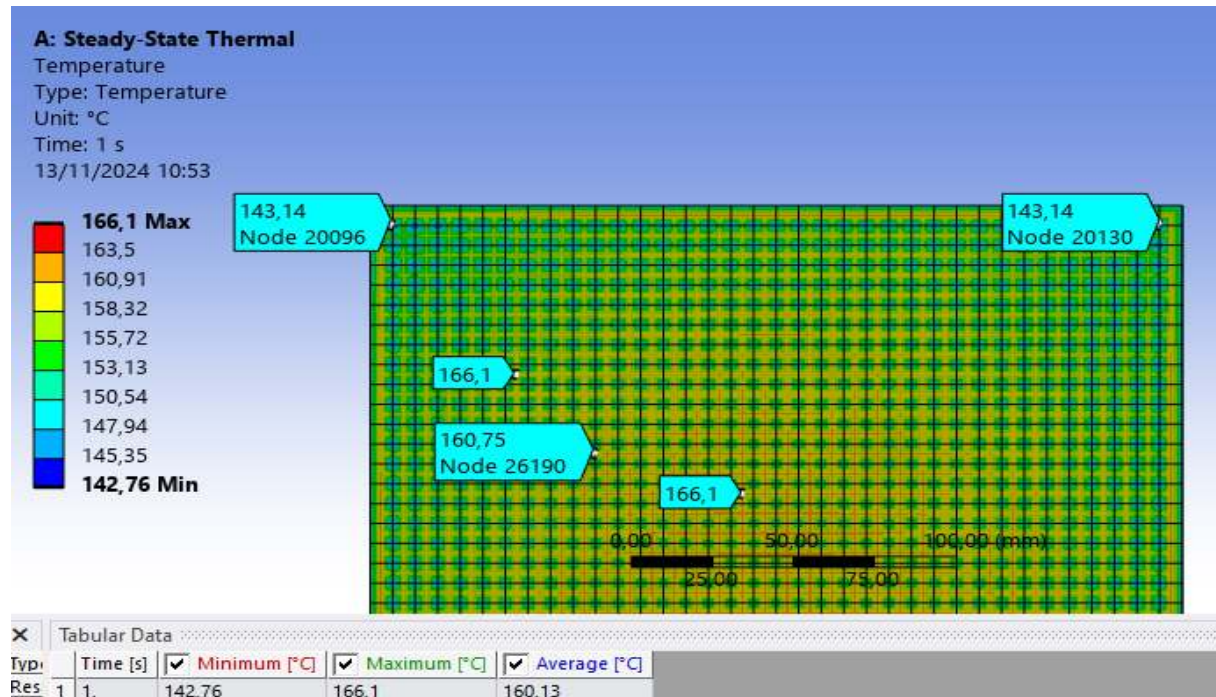 A: Steady-State Thermal
Temperature
Type: Temperature
Unit: °C
Time: 1 s
13/11/2024 10:53
166,1 Max
163,5
160,91
158,32
155,72
153,13
150,54
147,94
145,35
142,76 Min
143,14
Node 20096
143,14
Node 20130
166,1
160,75
Node 26190
166,1
0,00 50,00 100,00 (mm)
25,00 75,00
Tabular Data
Time [s] Minimum [°C] Maximum [°C] Average [°C]
Res 1 1, 142,76 166,1 160,13